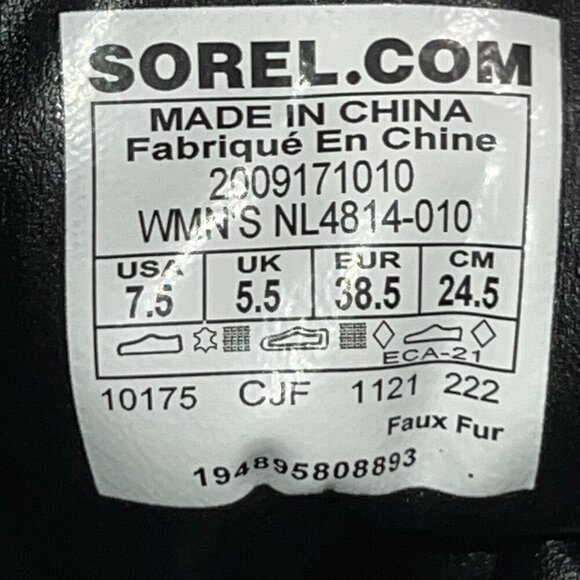 SOREL.COM
MADE IN CHINA
Fabriqué En Chine
2009171010
WMN'S NL4814-010
USA UK EUR CM
7.5 5.5 38.5 24.5
ECA-21
10175 CJF 1121 222
Faux Fur
194895808893